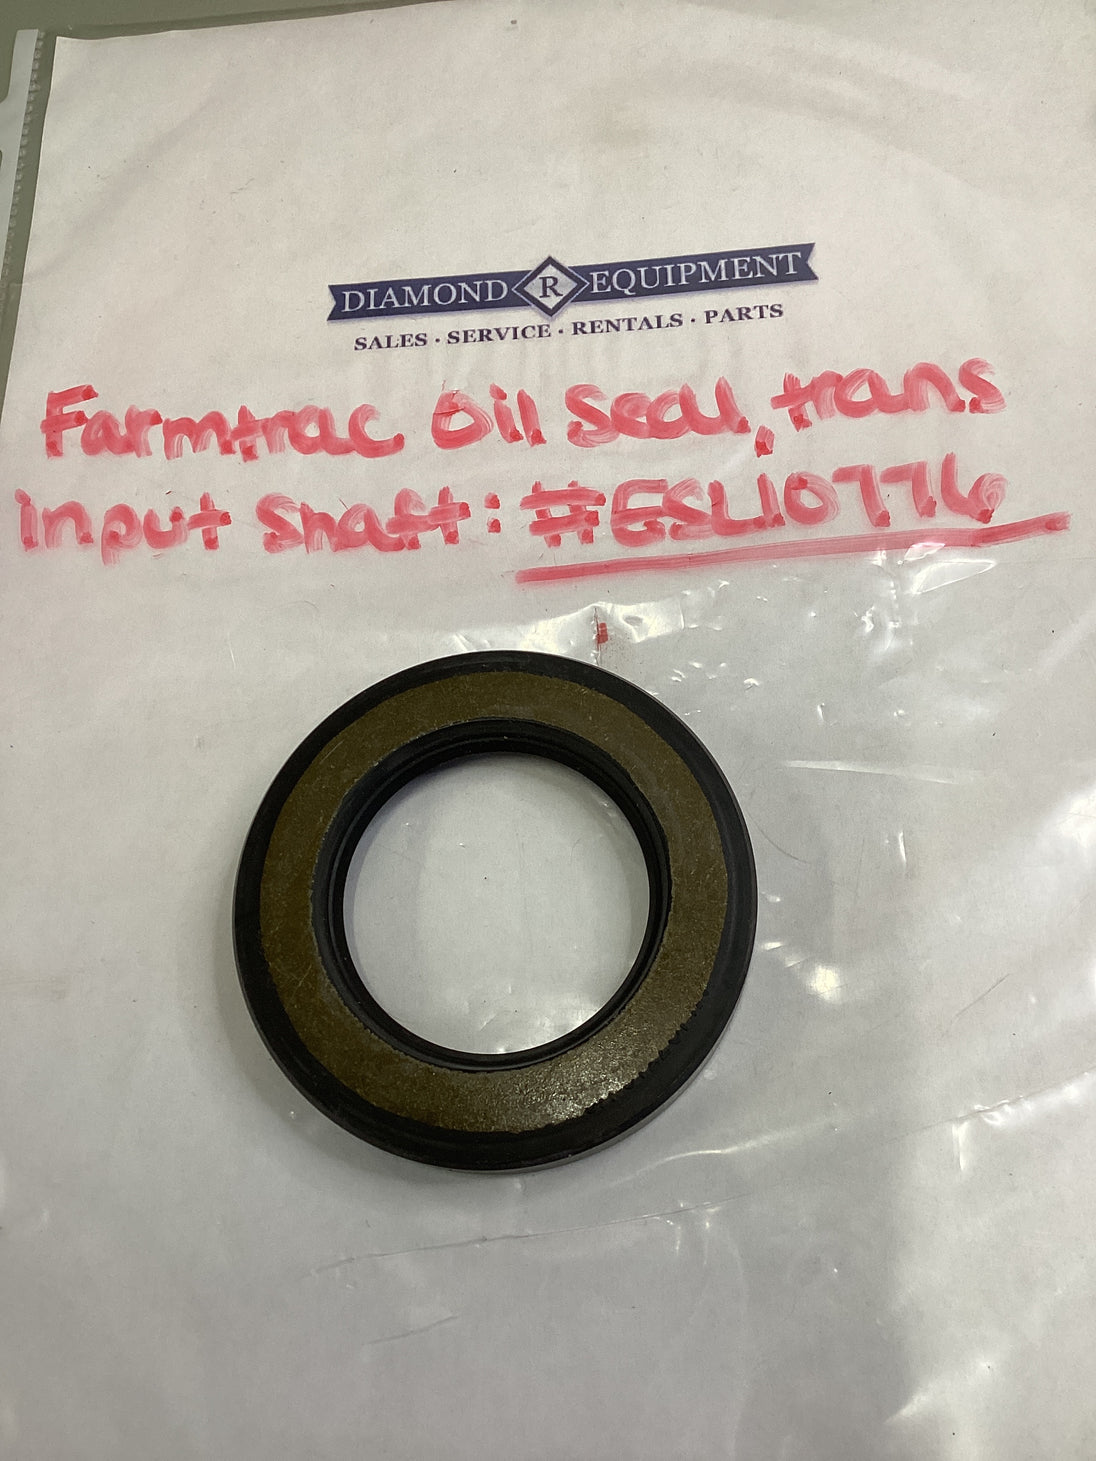 DIAMOND R EQUIPMENT
SALES · SERVICE · RENTALS · PARTS
Farmtrac Oil Seal, trans
input Shaft: #ESL10776